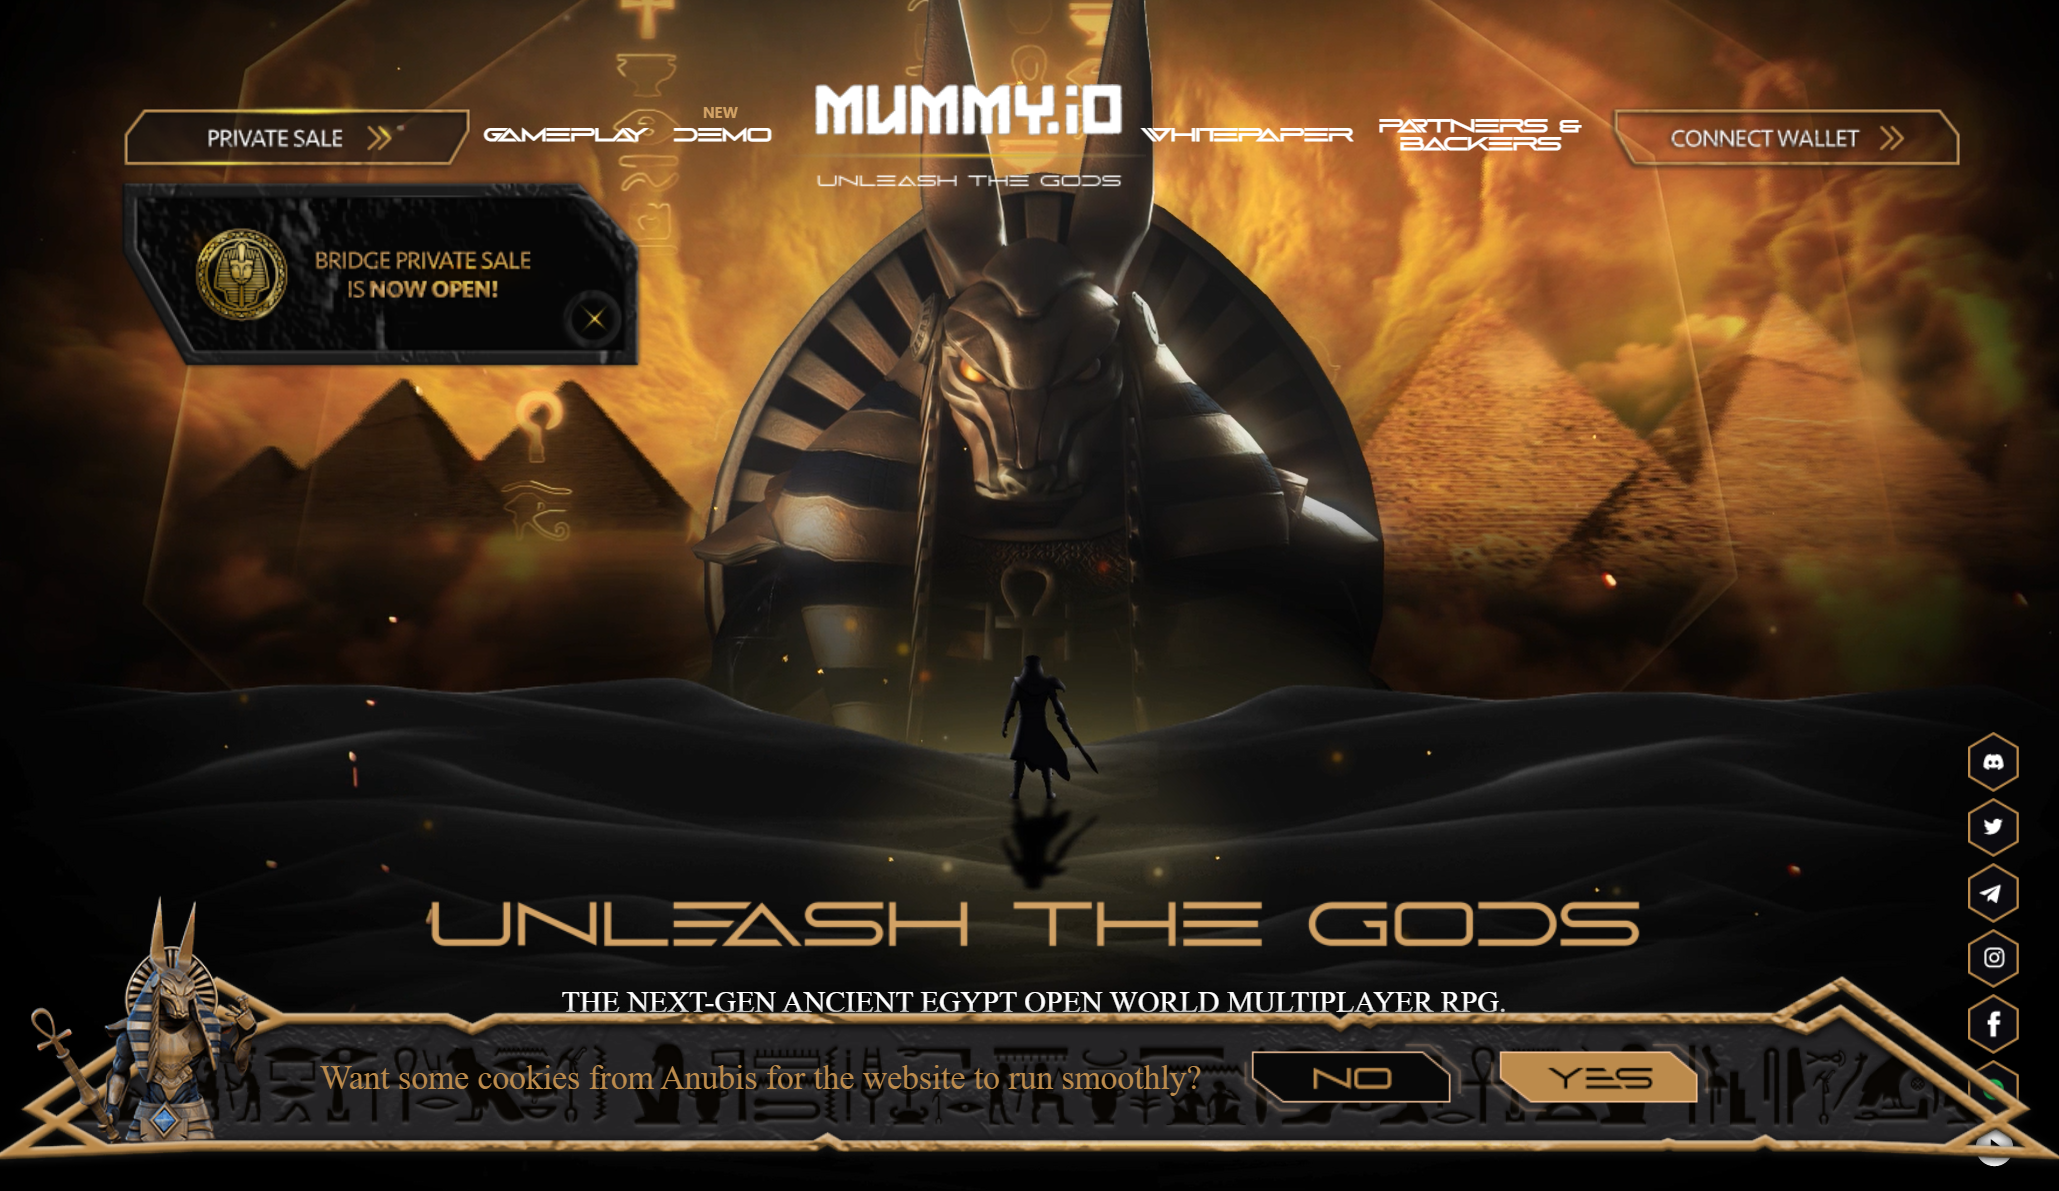 PRIVATE SALE
GAMEPLAY
NEW
DEMO
MUMMY.iO
UNLEASH THE GODS
WHITEPAPER
PARTNERS &
BACKERS
CONNECT WALLET
BRIDGE PRIVATE SALE
IS NOW OPEN!
UNLEASH THE GODS
THE NEXT-GEN ANCIENT EGYPT OPEN WORLD MULTIPLAYER RPG.
Want some cookies from Anubis for the website to run smoothly?
NO
YES